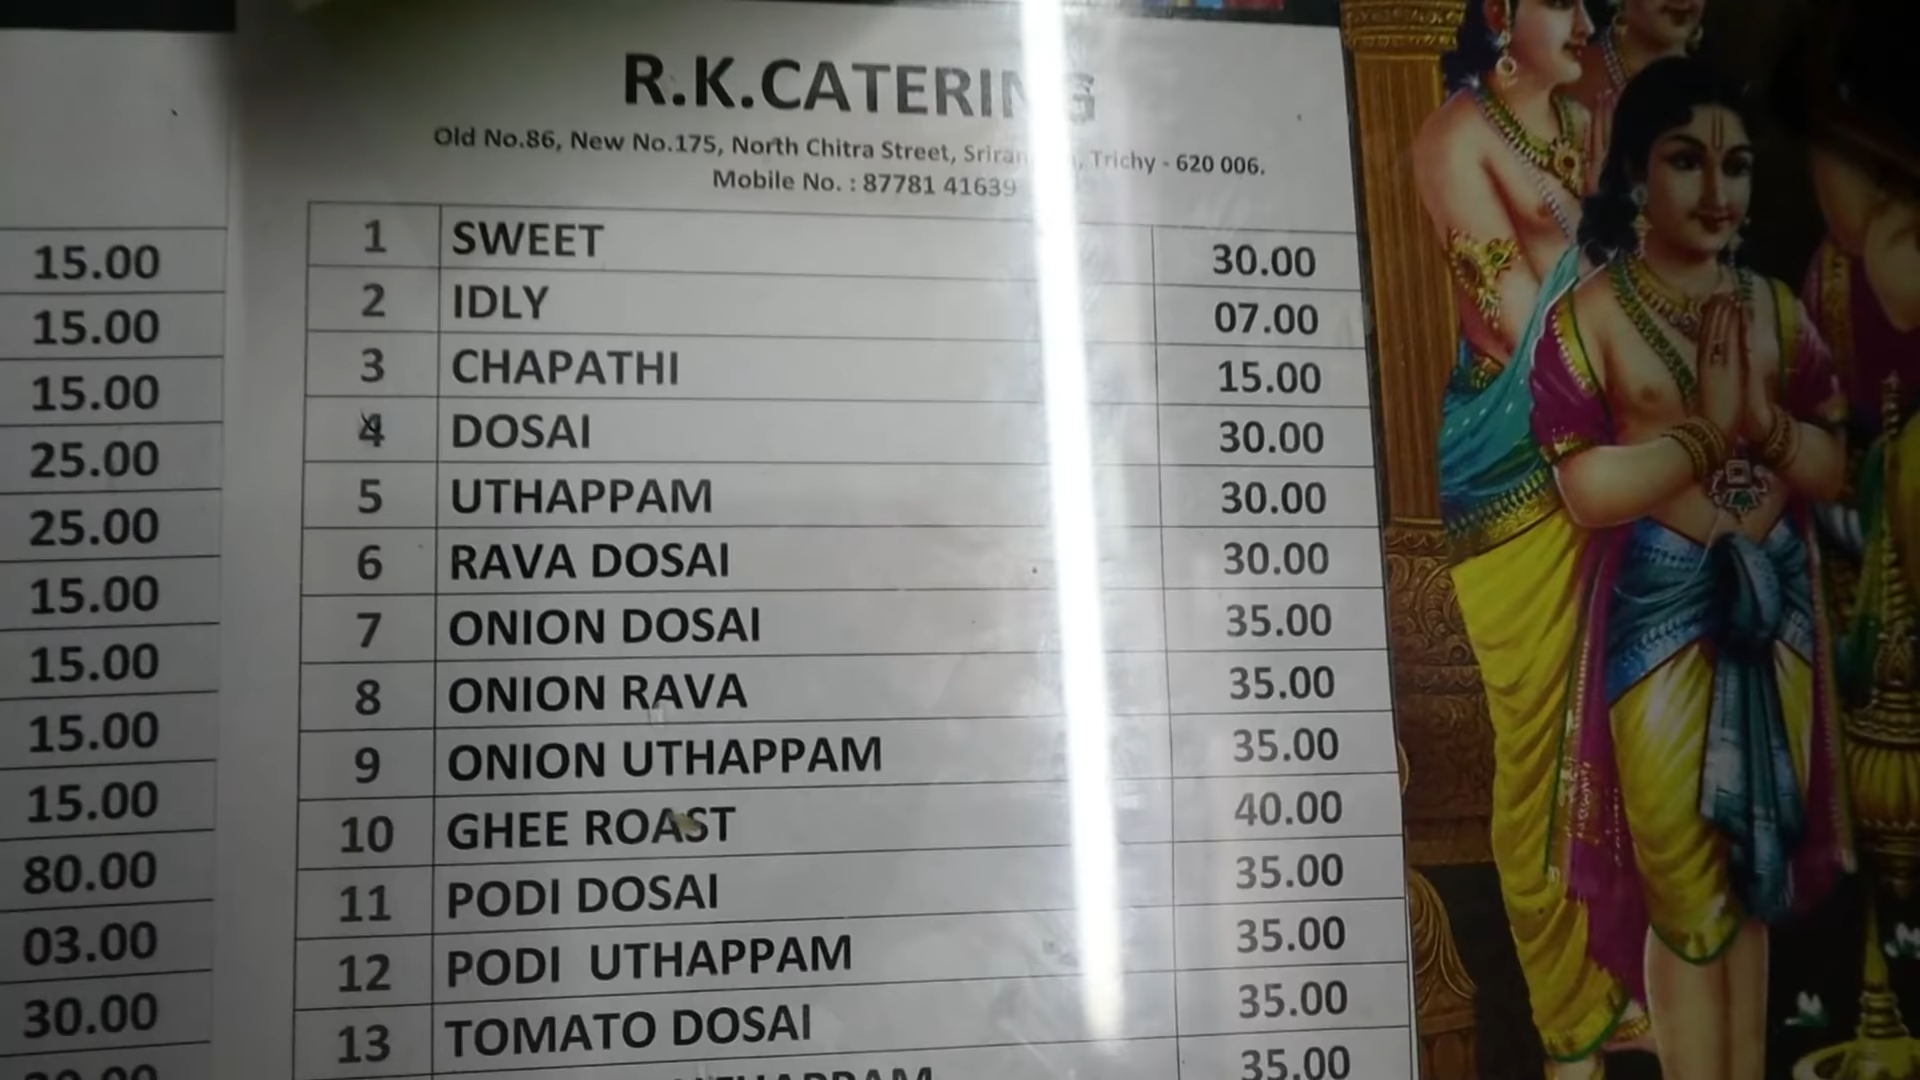 15.00
15.00
15.00
25.00
25.00
15.00
15.00
15.00
15.00
80.00
03.00
30.00
R.K.CATERING
Old No.86, New No.175, North Chitra Street, Trichy - 620 006.
Mobile No. : 87781 41639
1 SWEET 30.00
2 IDLY 07.00
3 CHAPATHI 15.00
4 DOSAI 30.00
5 UTHAPPAM 30.00
6 RAVA DOSAI 30.00
7 ONION DOSAI 35.00
8 ONION RAVA 35.00
9 ONION UTHAPPAM 35.00
10 GHEE ROAST 40.00
11 PODI DOSAI 35.00
12 PODI UTHAPPAM 35.00
13 TOMATO DOSAI 35.00
UTHAPPAM 35.00